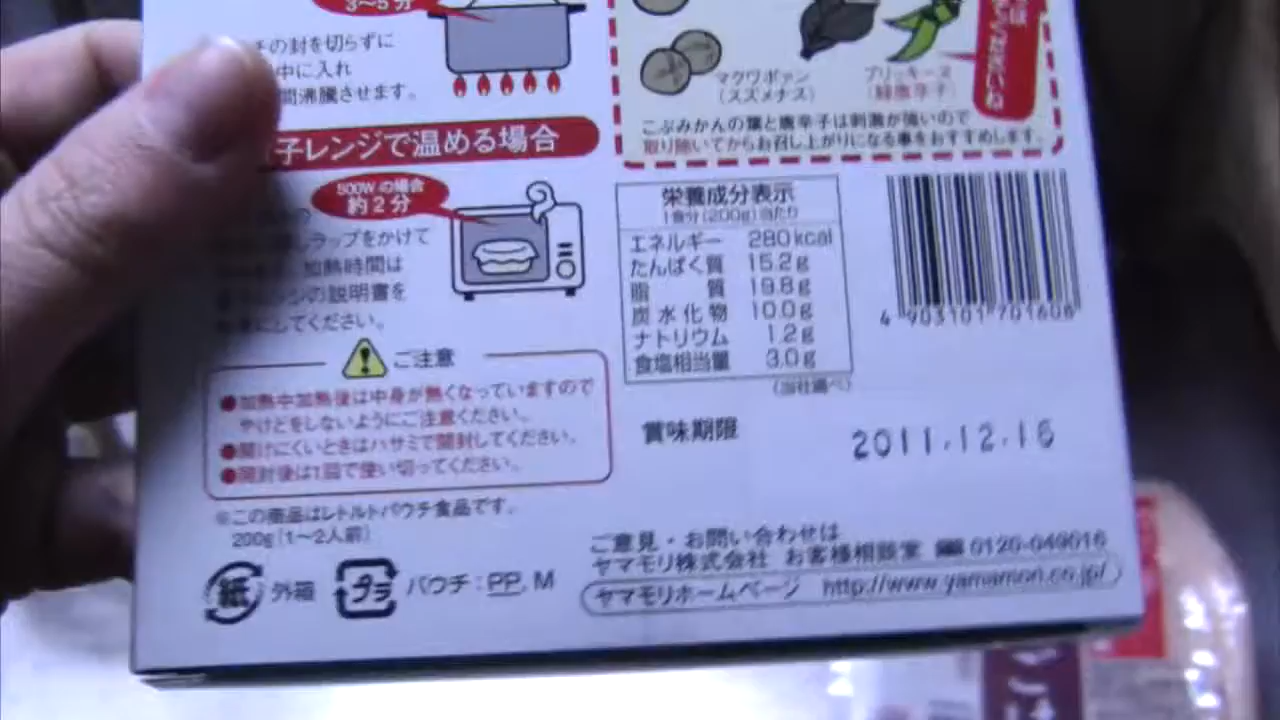 3〜5分
チの封を切らずに
中に入れ
間沸騰させます。
子レンジで温める場合
500Wの場合
約2分
ラップをかけて
加熱時間は
の説明書を
にしてください。
ご注意
●加熱中加熱後は中身が熱くなっていますので
やけどをしないようにご注意ください。
●開けにくいときはハサミで開封してください。
●開封後は1回で使い切ってください。
※この商品はレトルトパウチ食品です。
200g(1〜2人前)
紙 外箱 プラ パウチ:PP,M
マクワポァン
(スズメナス)
プリッキーヌ
(緑唐辛子)
こぶみかんの葉と唐辛子は刺激が強いので
取り除いてからお召し上がりになる事をおすすめします。
栄養成分表示
1食分(200g)当たり
エネルギー 280kcal
たんぱく質 15.2g
脂質 19.8g
炭水化物 10.0g
ナトリウム 1.2g
食塩相当量 3.0g
(当社調べ)
4 903101 701608
賞味期限 2011.12.16
ご意見・お問い合わせは
ヤマモリ株式会社 お客様相談室 0120-049016
ヤマモリホームページ http://www.yamamori.co.jp/